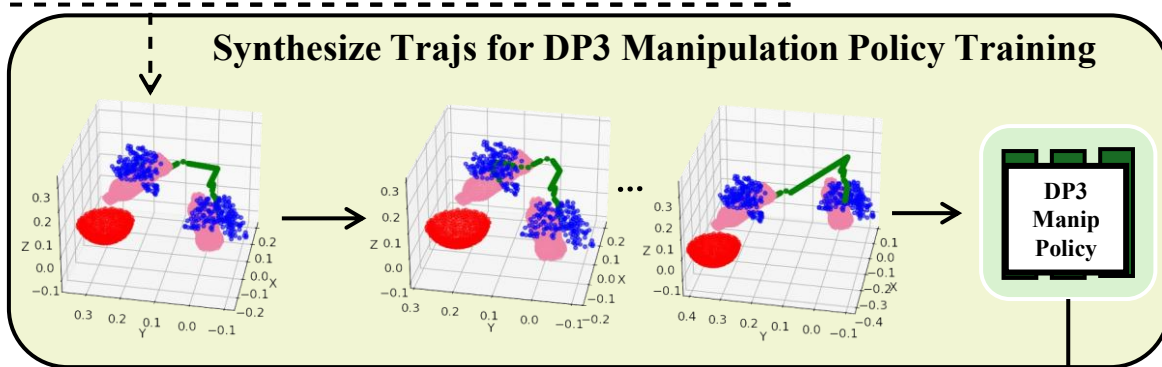 Synthesize Trajs for DP3 Manipulation Policy Training
0.3
0.2
Z 0.1
0.0
−0.1
0.3 0.2 0.1 0.0 −0.1
Y
0.2
0.1
0.0 X
−0.1
−0.2
0.3
0.2
Z 0.1
0.0
−0.1
0.3 0.2 0.1 0.0 −0.1
Y
0.2
0.1
0.0 X
−0.1
−0.2
...
0.3
0.2
Z 0.1
0.0
−0.1
0.4 0.3 0.2 0.1 0.0 −0.1
Y
0.1
0.0
−0.1
−0.2 X
−0.3
−0.4
DP3
Manip
Policy